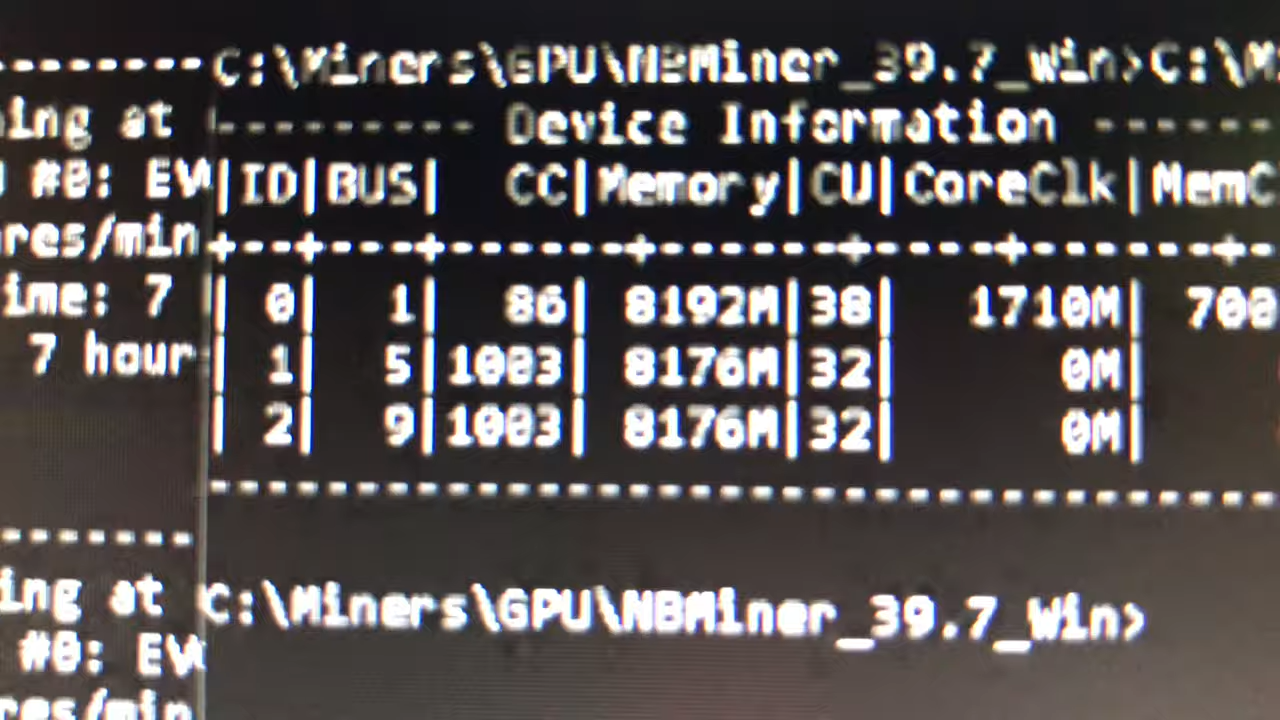 C:\Miners\GPU\NBMiner_39.7_Win>C:\M
--------- Device Information ------
|ID|BUS|   CC|Memory|CU|CoreClk|MemC
+--+---+------+------+--+-------+-
| 0|  1|   86| 8192M|38|  1710M| 700
| 1|  5|1003| 8176M|32|     0M|
| 2|  9|1003| 8176M|32|     0M|
C:\Miners\GPU\NBMiner_39.7_Win>
ing at
#0: EV
res/min
ime: 7
7 hour
ing at
#0: EV
res/min